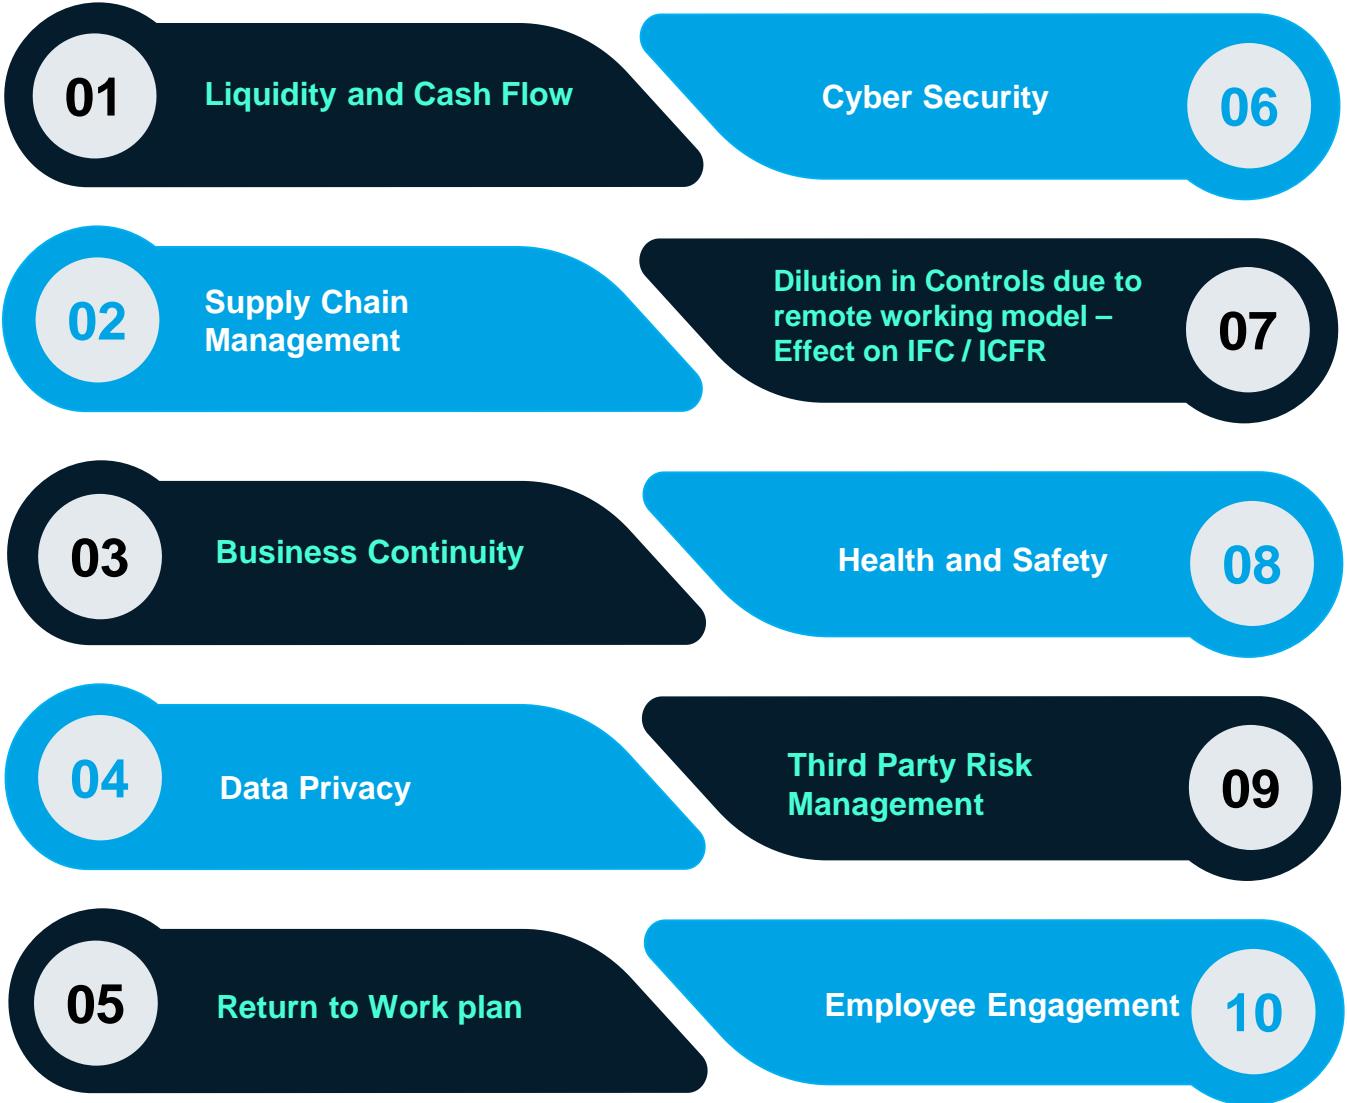 01
Liquidity and Cash Flow
02
Supply Chain
Management
03
Business Continuity
04
Data Privacy
05
Return to Work plan
06
Cyber Security
07
Dilution in Controls due to
remote working model –
Effect on IFC / ICFR
08
Health and Safety
09
Third Party Risk
Management
10
Employee Engagement